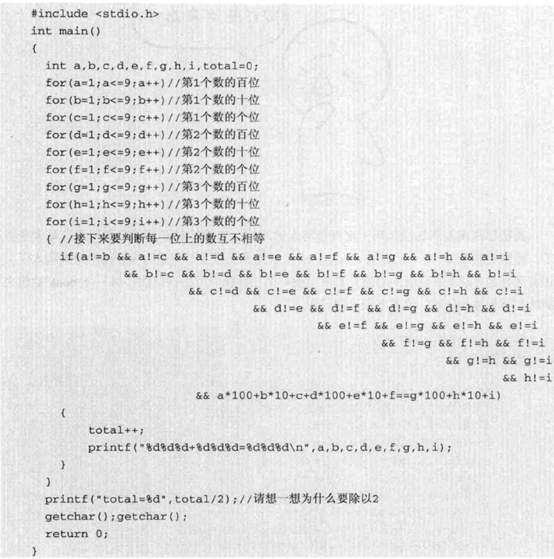 #include <stdio.h>
int main()
{
int a,b,c,d,e,f,g,h,i,total=0;
for(a=1;a<=9;a++)//第1个数的百位
for(b=1;b<=9;b++)//第1个数的十位
for(c=1;c<=9;c++)//第1个数的个位
for(d=1;d<=9;d++)//第2个数的百位
for(e=1;e<=9;e++)//第2个数的十位
for(f=1;f<=9;f++)//第2个数的个位
for(g=1;g<=9;g++)//第3个数的百位
for(h=1;h<=9;h++)//第3个数的十位
for(i=1;i<=9;i++)//第3个数的个位
{ //接下来要判断每一位上的数互不相等
if(a!=b && a!=c && a!=d && a!=e && a!=f && a!=g && a!=h && a!=i
&& b!=c && b!=d && b!=e && b!=f && b!=g && b!=h && b!=i
&& c!=d && c!=e && c!=f && c!=g && c!=h && c!=i
&& d!=e && d!=f && d!=g && d!=h && d!=i
&& e!=f && e!=g && e!=h && e!=i
&& f!=g && f!=h && f!=i
&& g!=h && g!=i
&& h!=i
&& a*100+b*10+c+d*100+e*10+f==g*100+h*10+i)
{
total++;
printf("%d%d%d+%d%d%d=%d%d%d\n",a,b,c,d,e,f,g,h,i);
}
}
printf("total=%d",total/2);//请想一想为什么要除以2
getchar();getchar();
return 0;
}